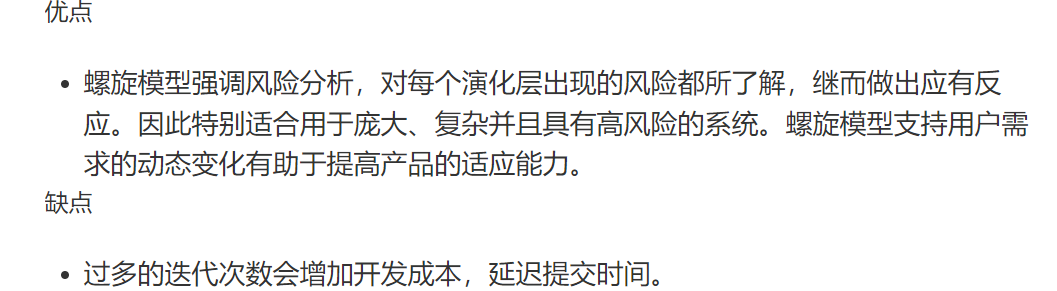 优点
螺旋模型强调风险分析，对每个演化层出现的风险都所了解，继而做出应有反
应。因此特别适合用于庞大、复杂并且具有高风险的系统。螺旋模型支持用户需
求的动态变化有助于提高产品的适应能力。
缺点
过多的迭代次数会增加开发成本，延迟提交时间。